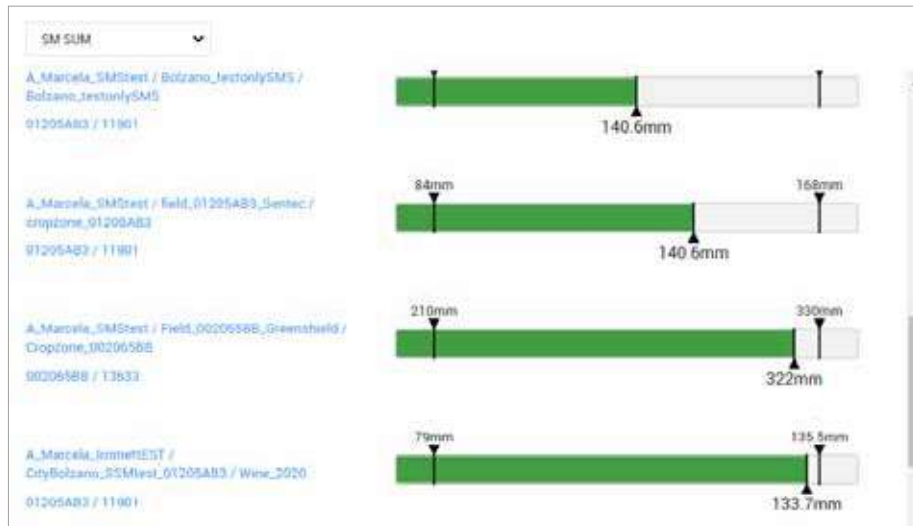 SM SUM
A_Marcela_SMStest / Bolzano_testonlySMS /
Bolzano_testonlySMS
01205AB3 / 11901
140.6mm
A_Marcela_SMStest / field_01205AB3_Sentec /
cropzone_01205AB3
01205AB3 / 11901
84mm
168mm
140.6mm
A_Marcela_SMStest / Field_002065BB_Greenshield /
Cropzone_002065BB
002065BB / 13633
210mm
330mm
322mm
CityBolzano_SSMtest_01205AB3 / Wine_2020
01205AB3 / 11901
79mm
135.5mm
133.7mm